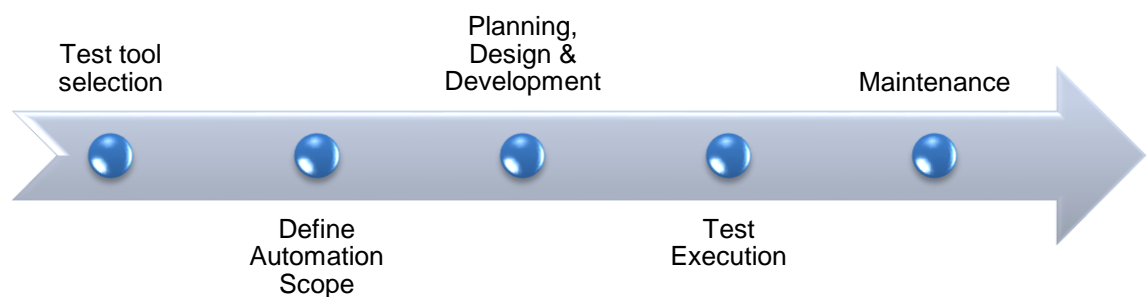 Test tool
selection
Define
Automation
Scope
Planning,
Design &
Development
Test
Execution
Maintenance